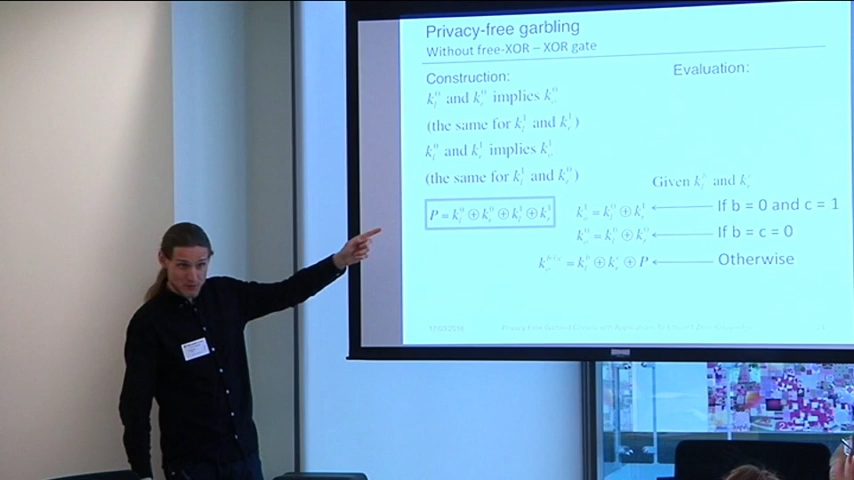 Privacy-free garbling
Without free-XOR – XOR gate
Construction:
Evaluation:
k_l^0 and k_r^0 implies k_o^0
(the same for k_l^1 and k_r^1)
k_l^0 and k_r^1 implies k_o^1
(the same for k_l^1 and k_r^0)
Given k_l^b and k_r^c
P = k_l^0 ⊕ k_r^0 ⊕ k_l^1 ⊕ k_r^1
k_o^1 = k_l^0 ⊕ k_r^1 ← If b = 0 and c = 1
k_o^0 = k_l^0 ⊕ k_r^0 ← If b = c = 0
k_o^{b⊕c} = k_l^b ⊕ k_r^c ⊕ P ← Otherwise